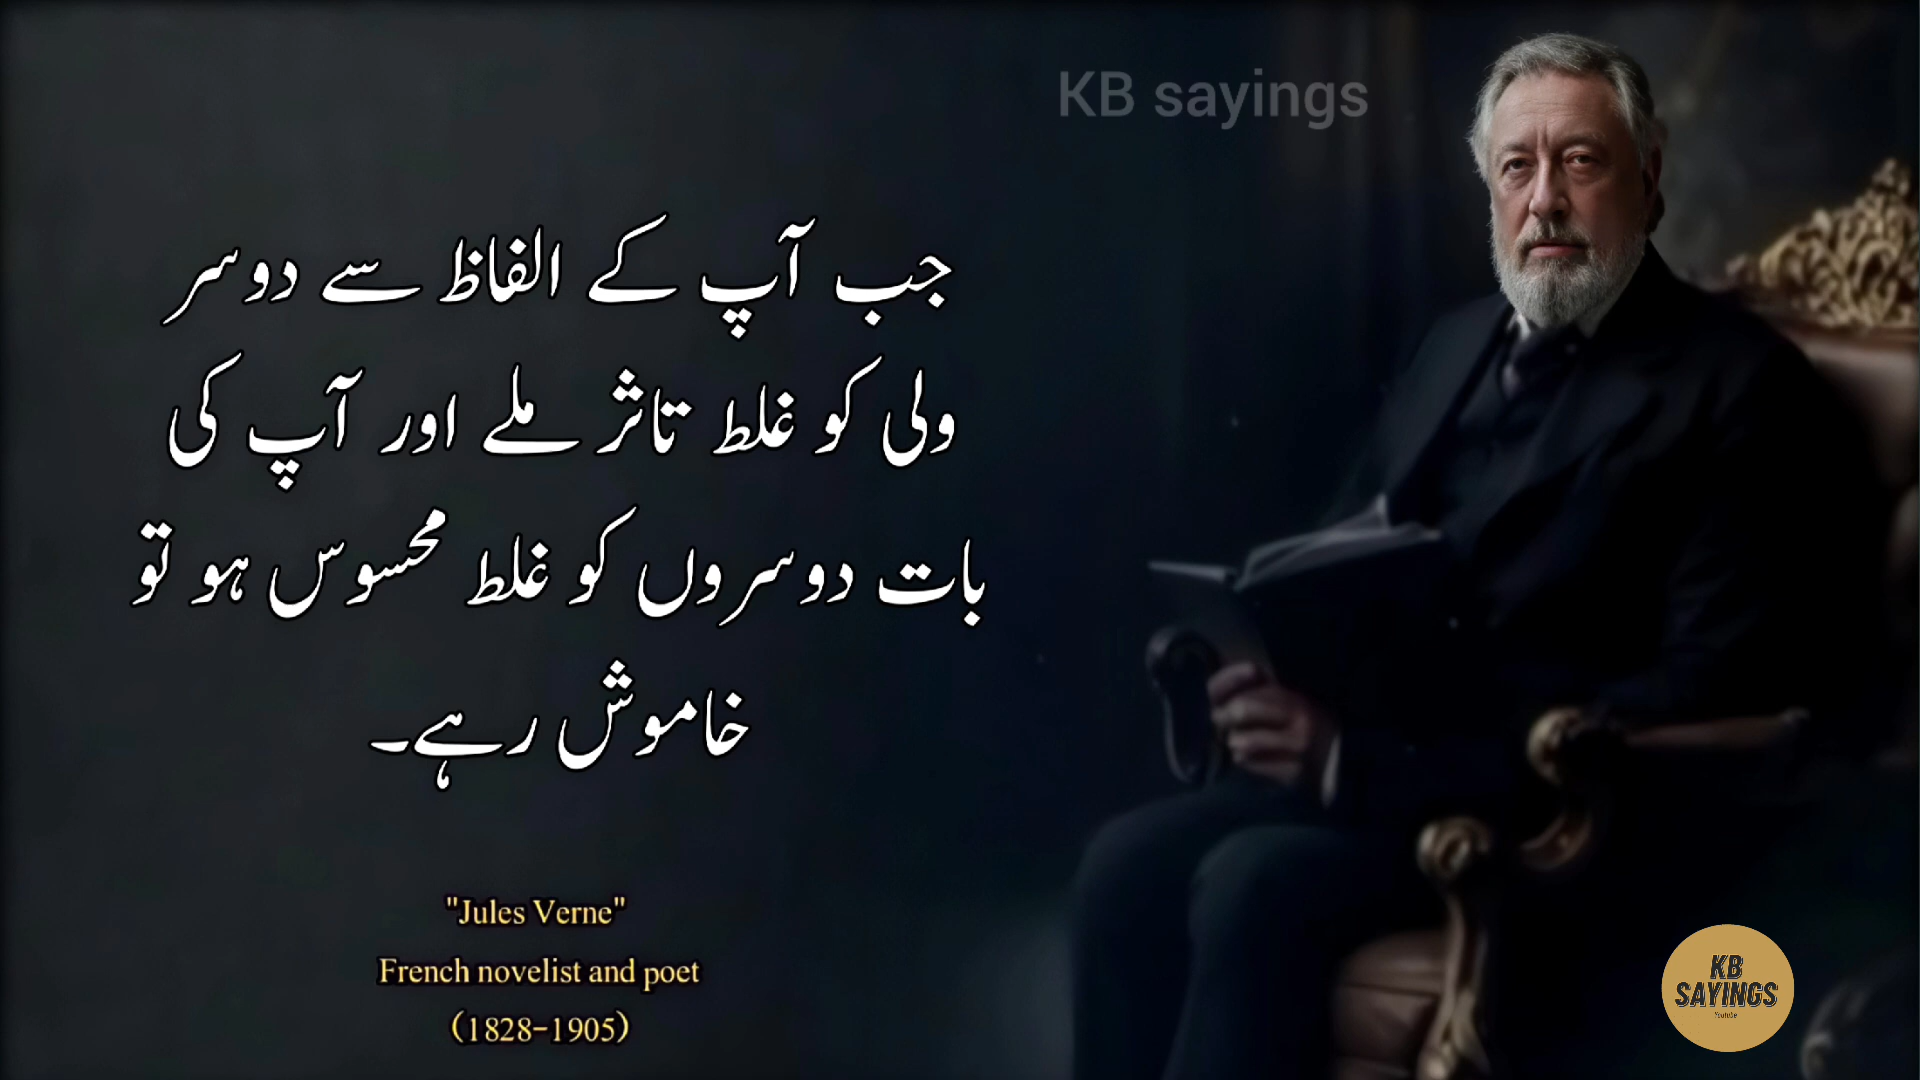 KB sayings
جب آپ کے الفاظ سے دوسر
ولی کو غلط تاثر ملے اور آپ کی
بات دوسروں کو غلط محسوس ہو تو
خاموش رہے۔
"Jules Verne"
French novelist and poet
(1828-1905)
KB
SAYINGS
Youtube